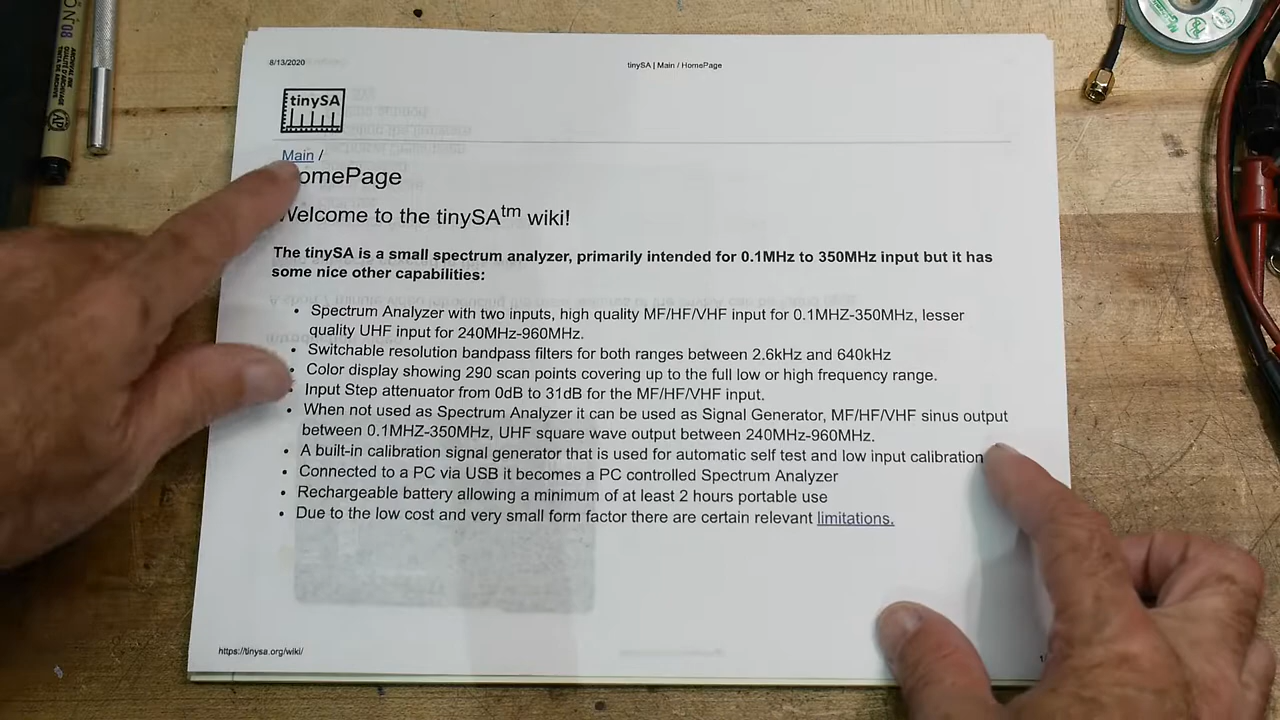 8/13/2020
tinySA | Main / HomePage
tinySA
Main /
omePage
Welcome to the tinySAtm wiki!
The tinySA is a small spectrum analyzer, primarily intended for 0.1MHz to 350MHz input but it has
some nice other capabilities:
• Spectrum Analyzer with two inputs, high quality MF/HF/VHF input for 0.1MHZ-350MHz, lesser
quality UHF input for 240MHz-960MHz.
• Switchable resolution bandpass filters for both ranges between 2.6kHz and 640kHz
• Color display showing 290 scan points covering up to the full low or high frequency range.
• Input Step attenuator from 0dB to 31dB for the MF/HF/VHF input.
• When not used as Spectrum Analyzer it can be used as Signal Generator, MF/HF/VHF sinus output
between 0.1MHZ-350MHz, UHF square wave output between 240MHz-960MHz.
• A built-in calibration signal generator that is used for automatic self test and low input calibration
• Connected to a PC via USB it becomes a PC controlled Spectrum Analyzer
• Rechargeable battery allowing a minimum of at least 2 hours portable use
• Due to the low cost and very small form factor there are certain relevant limitations.
https://tinysa.org/wiki/